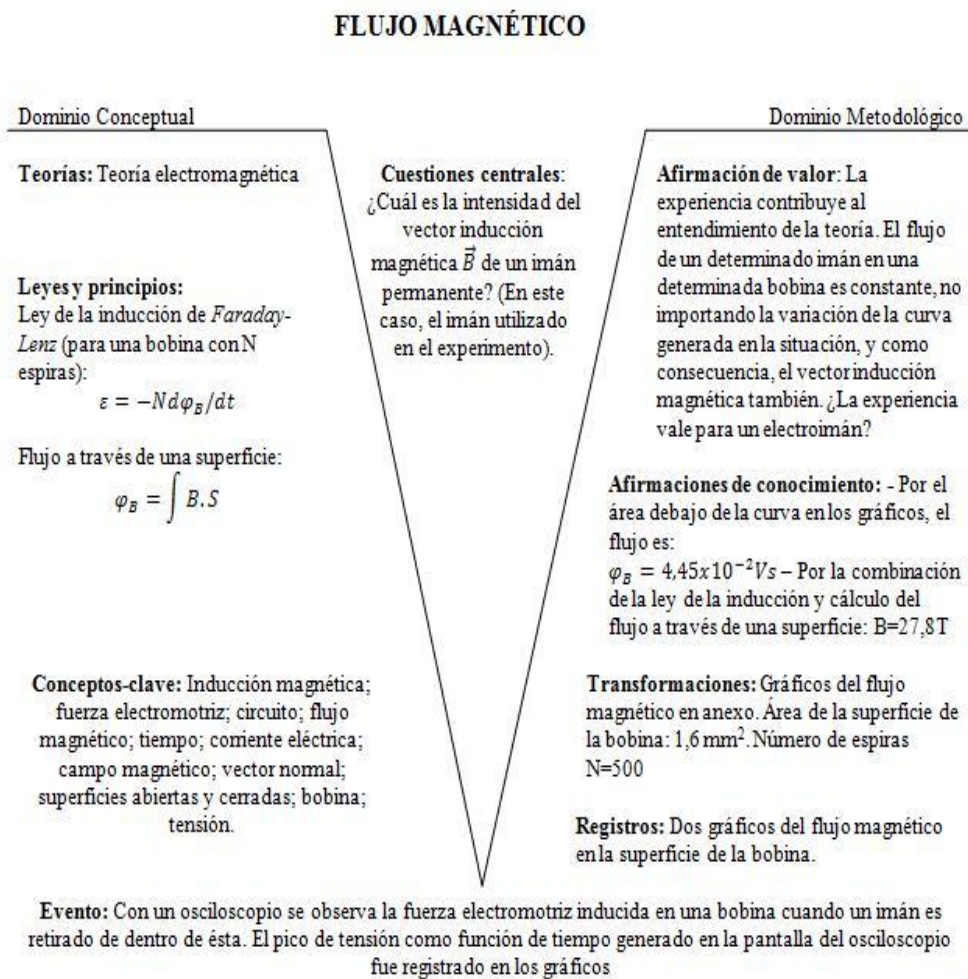 FLUJO MAGNÉTICO
Dominio Conceptual
Teorías: Teoría electromagnética
Leyes y principios:
Ley de la inducción de Faraday-
Lenz (para una bobina con N
espiras):
ε = −Ndφ_B/dt
Flujo a través de una superficie:
φ_B = ∫ B.S
Conceptos-clave: Inducción magnética;
fuerza electromotriz; circuito; flujo
magnético; tiempo; corriente eléctrica;
campo magnético; vector normal;
superficies abiertas y cerradas; bobina;
tensión.
Cuestiones centrales:
¿Cuál es la intensidad del
vector inducción
magnética B⃗ de un imán
permanente? (En este
caso, el imán utilizado
en el experimento).
Dominio Metodológico
Afirmación de valor: La
experiencia contribuye al
entendimiento de la teoría. El flujo
de un determinado imán en una
determinada bobina es constante, no
importando la variación de la curva
generada en la situación, y como
consecuencia, el vector inducción
magnética también. ¿La experiencia
vale para un electroimán?
Afirmaciones de conocimiento: - Por el
área debajo de la curva en los gráficos, el
flujo es:
φ_B = 4,45x10⁻²Vs – Por la combinación
de la ley de la inducción y cálculo del
flujo a través de una superficie: B=27,8T
Transformaciones: Gráficos del flujo
magnético en anexo. Área de la superficie de
la bobina: 1,6 mm². Número de espiras
N=500
Registros: Dos gráficos del flujo magnético
en la superficie de la bobina.
Evento: Con un osciloscopio se observa la fuerza electromotriz inducida en una bobina cuando un imán es
retirado de dentro de ésta. El pico de tensión como función de tiempo generado en la pantalla del osciloscopio
fue registrado en los gráficos